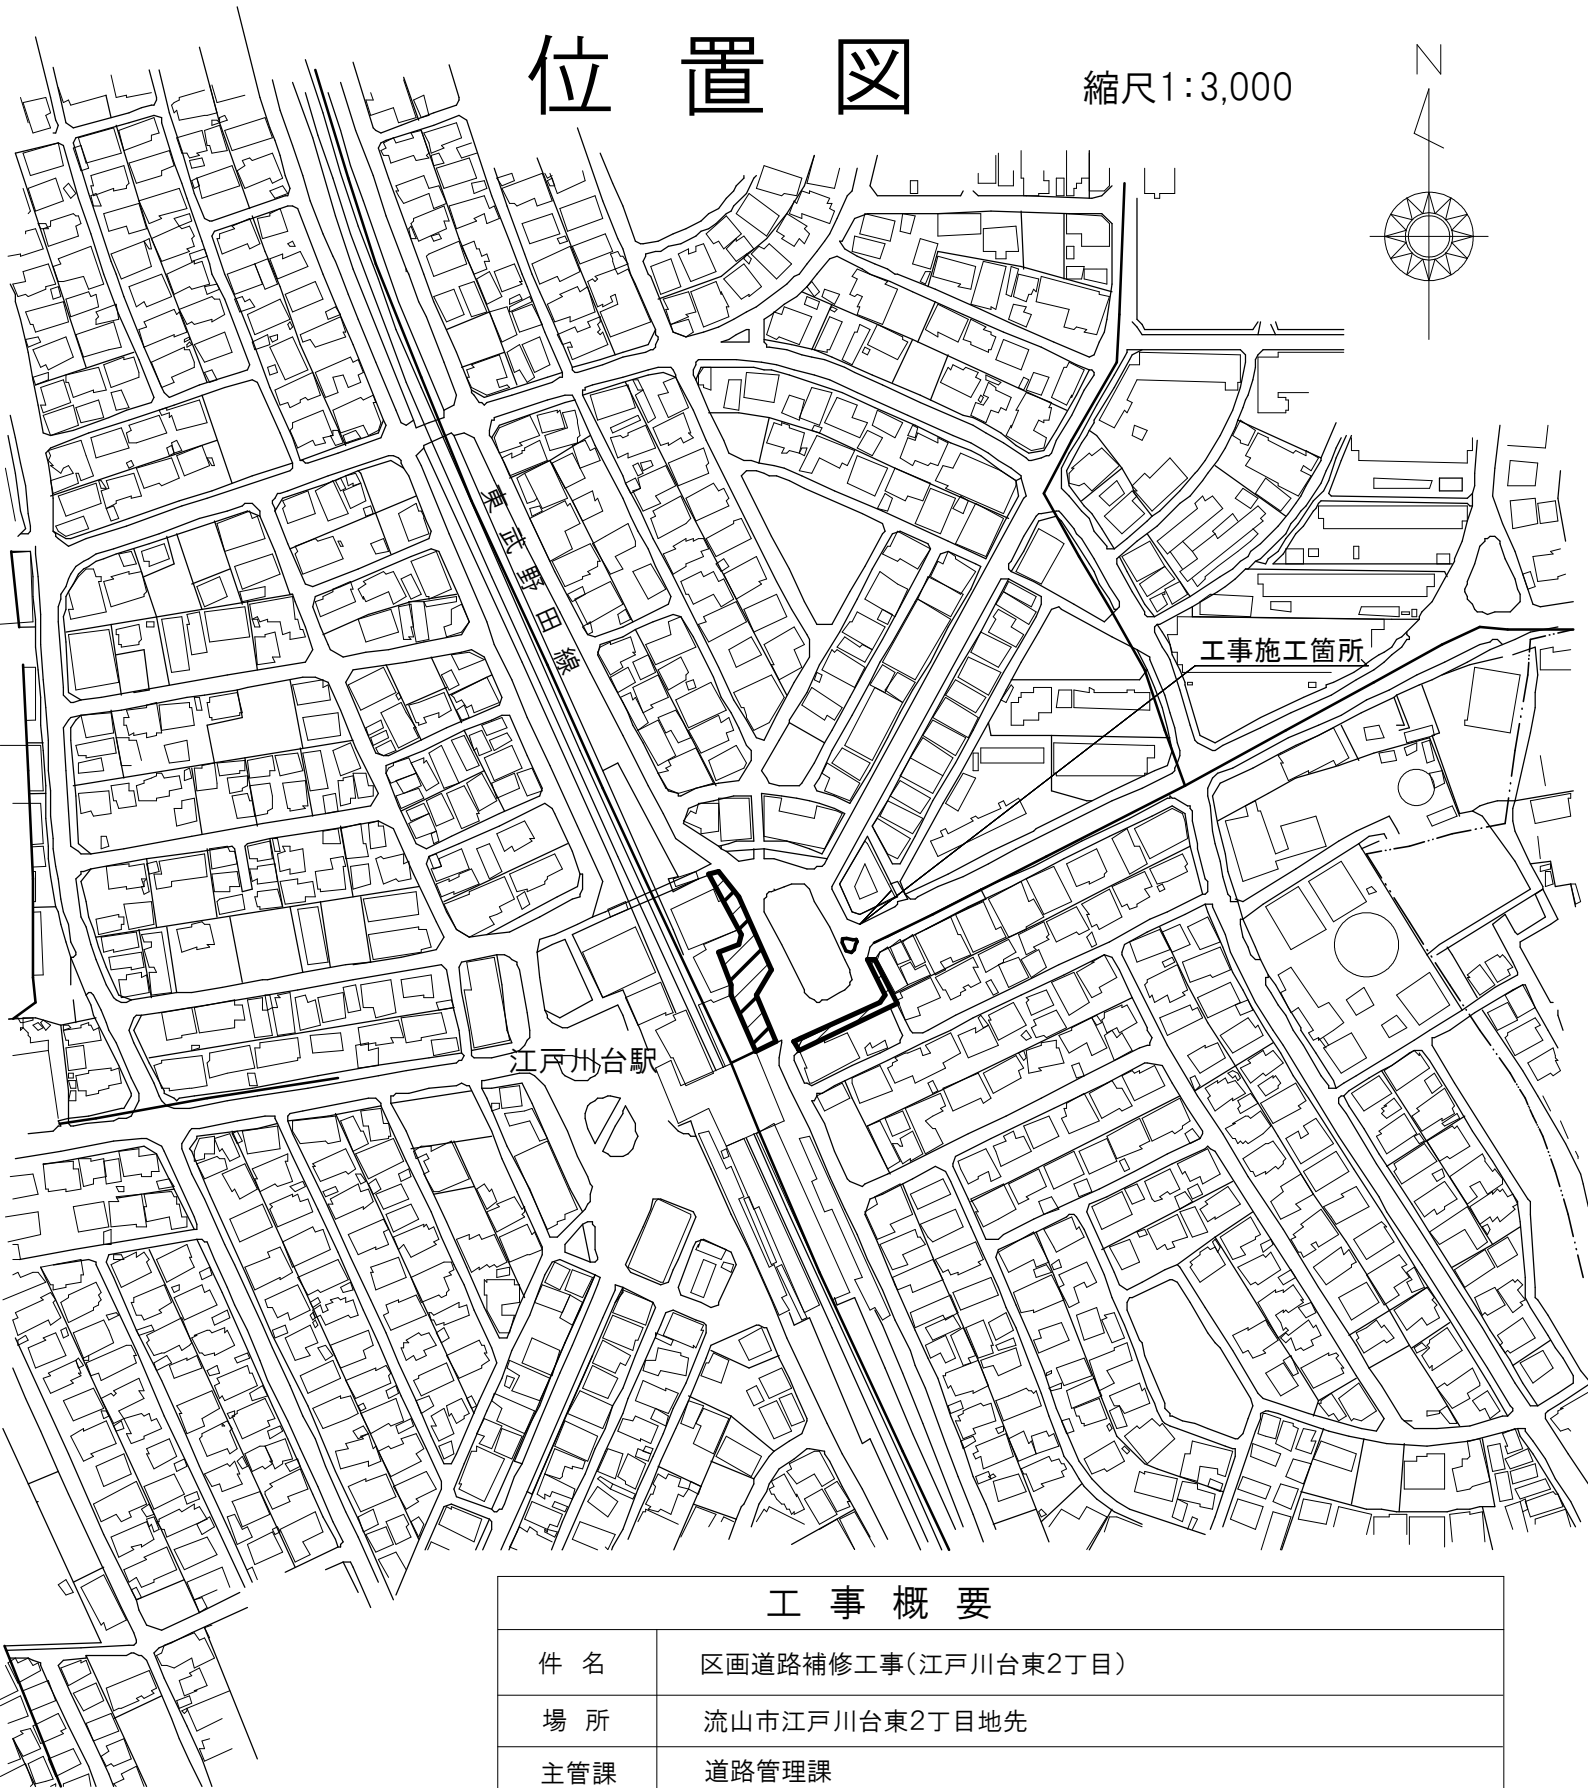 位置図
縮尺1:3,000
N
東武野田線
工事施工箇所
江戸川台駅
工事概要
件名 区画道路補修工事(江戸川台東2丁目)
場所 流山市江戸川台東2丁目地先
主管課 道路管理課